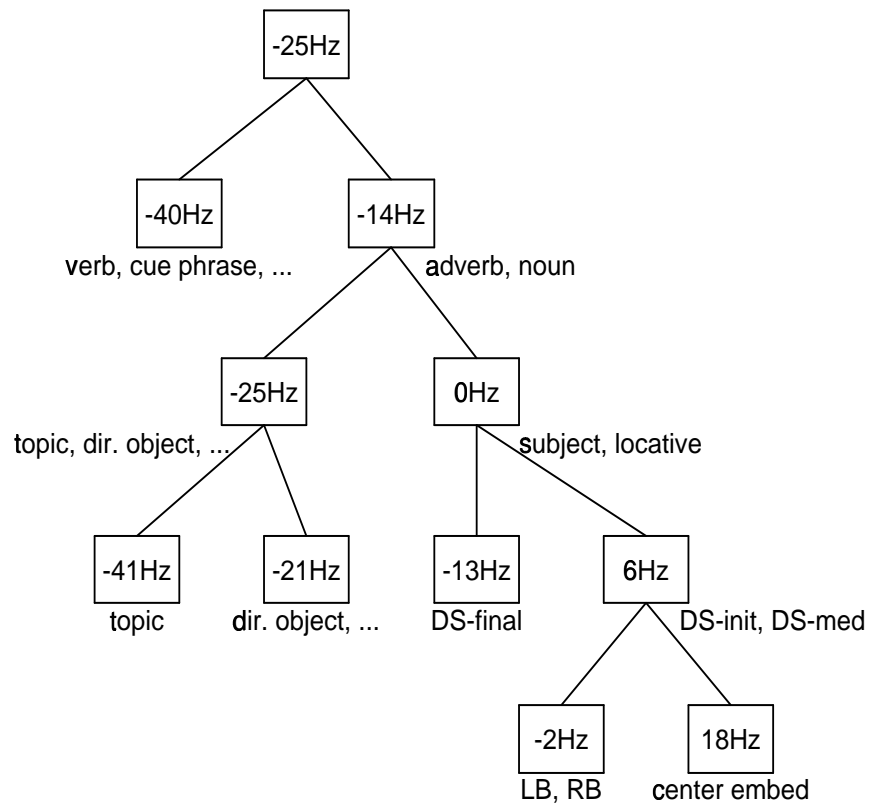 -25Hz
-40Hz
-14Hz
verb, cue phrase, ...
adverb, noun
-25Hz
0Hz
topic, dir. object, ...
subject, locative
-41Hz
-21Hz
-13Hz
6Hz
topic
dir. object, ...
DS-final
DS-init, DS-med
-2Hz
18Hz
LB, RB
center embed